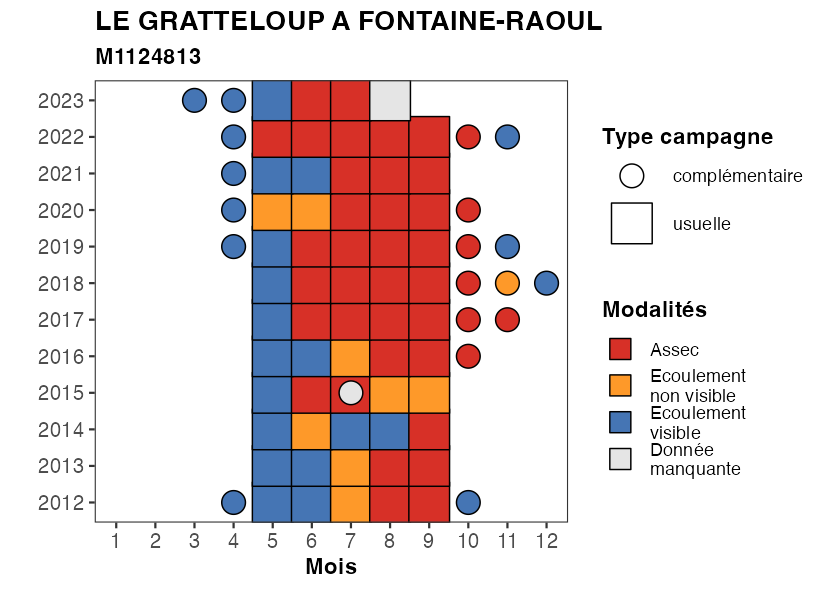 LE GRATTELOUP A FONTAINE-RAOUL
M1124813
2023
2022
2021
2020
2019
2018
2017
2016
2015
2014
2013
2012
1 2 3 4 5 6 7 8 9 10 11 12
Mois
Type campagne
complémentaire
usuelle
Modalités
Assec
Ecoulement
non visible
Ecoulement
visible
Donnée
manquante